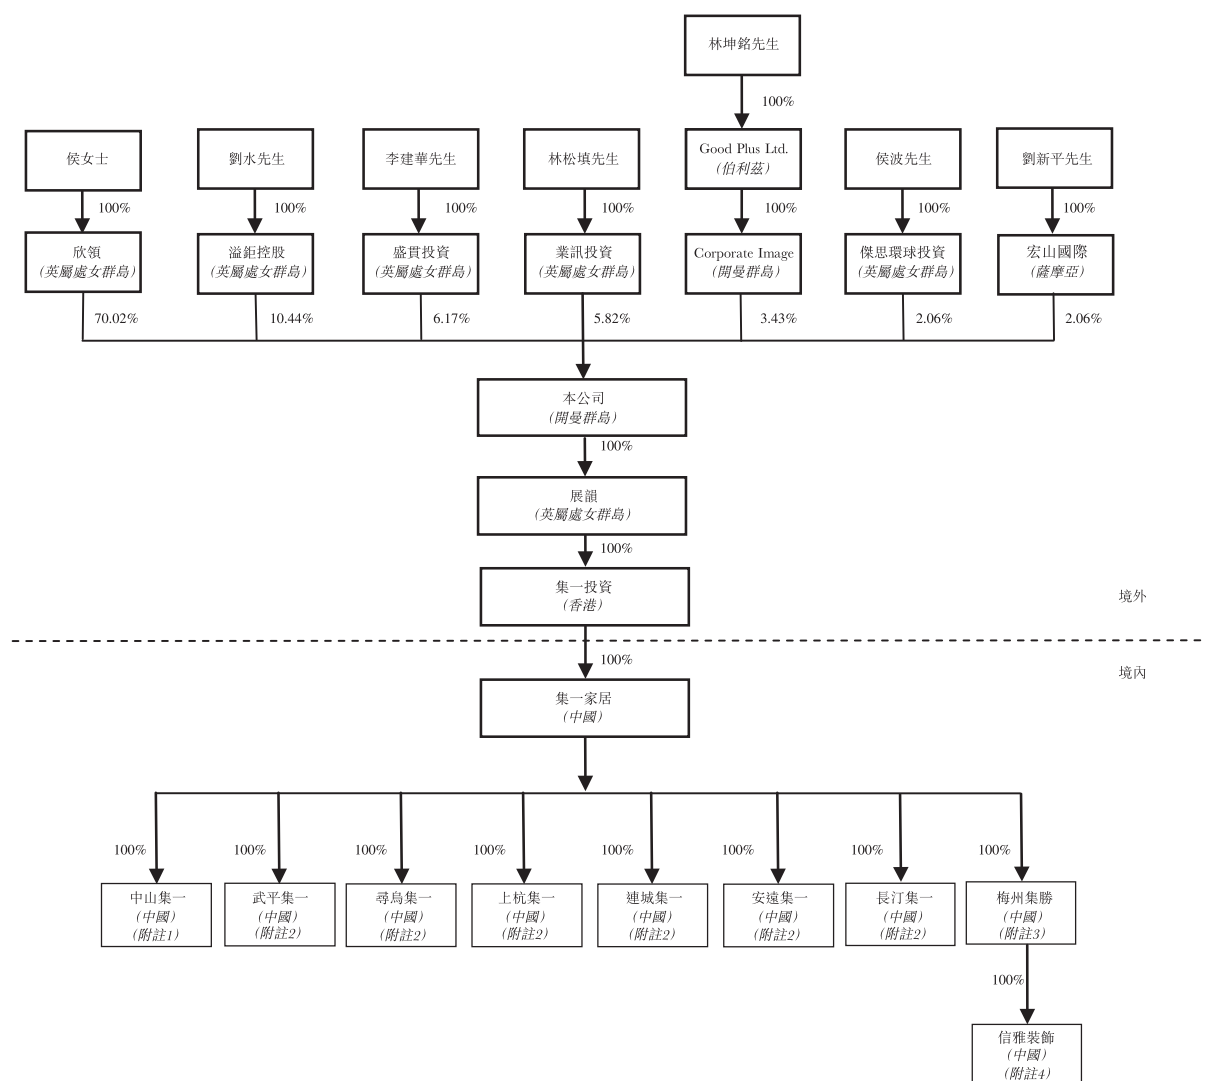 林坤銘先生
100%
侯女士
劉水先生
李建華先生
林松填先生
Good Plus Ltd.
(伯利茲)
侯波先生
劉新平先生
100%
100%
100%
100%
100%
100%
100%
欣領
(英屬處女群島)
溢鉅控股
(英屬處女群島)
盛貫投資
(英屬處女群島)
業訊投資
(英屬處女群島)
Corporate Image
(開曼群島)
傑思環球投資
(英屬處女群島)
宏山國際
(薩摩亞)
70.02%
10.44%
6.17%
5.82%
3.43%
2.06%
2.06%
本公司
(開曼群島)
100%
展韻
(英屬處女群島)
100%
集一投資
(香港)
境外
100%
境內
集一家居
(中國)
100%
100%
100%
100%
100%
100%
100%
100%
中山集一
(中國)
(附註1)
武平集一
(中國)
(附註2)
尋烏集一
(中國)
(附註2)
上杭集一
(中國)
(附註2)
連城集一
(中國)
(附註2)
安遠集一
(中國)
(附註2)
長汀集一
(中國)
(附註2)
梅州集勝
(中國)
(附註3)
100%
信雅裝飾
(中國)
(附註4)